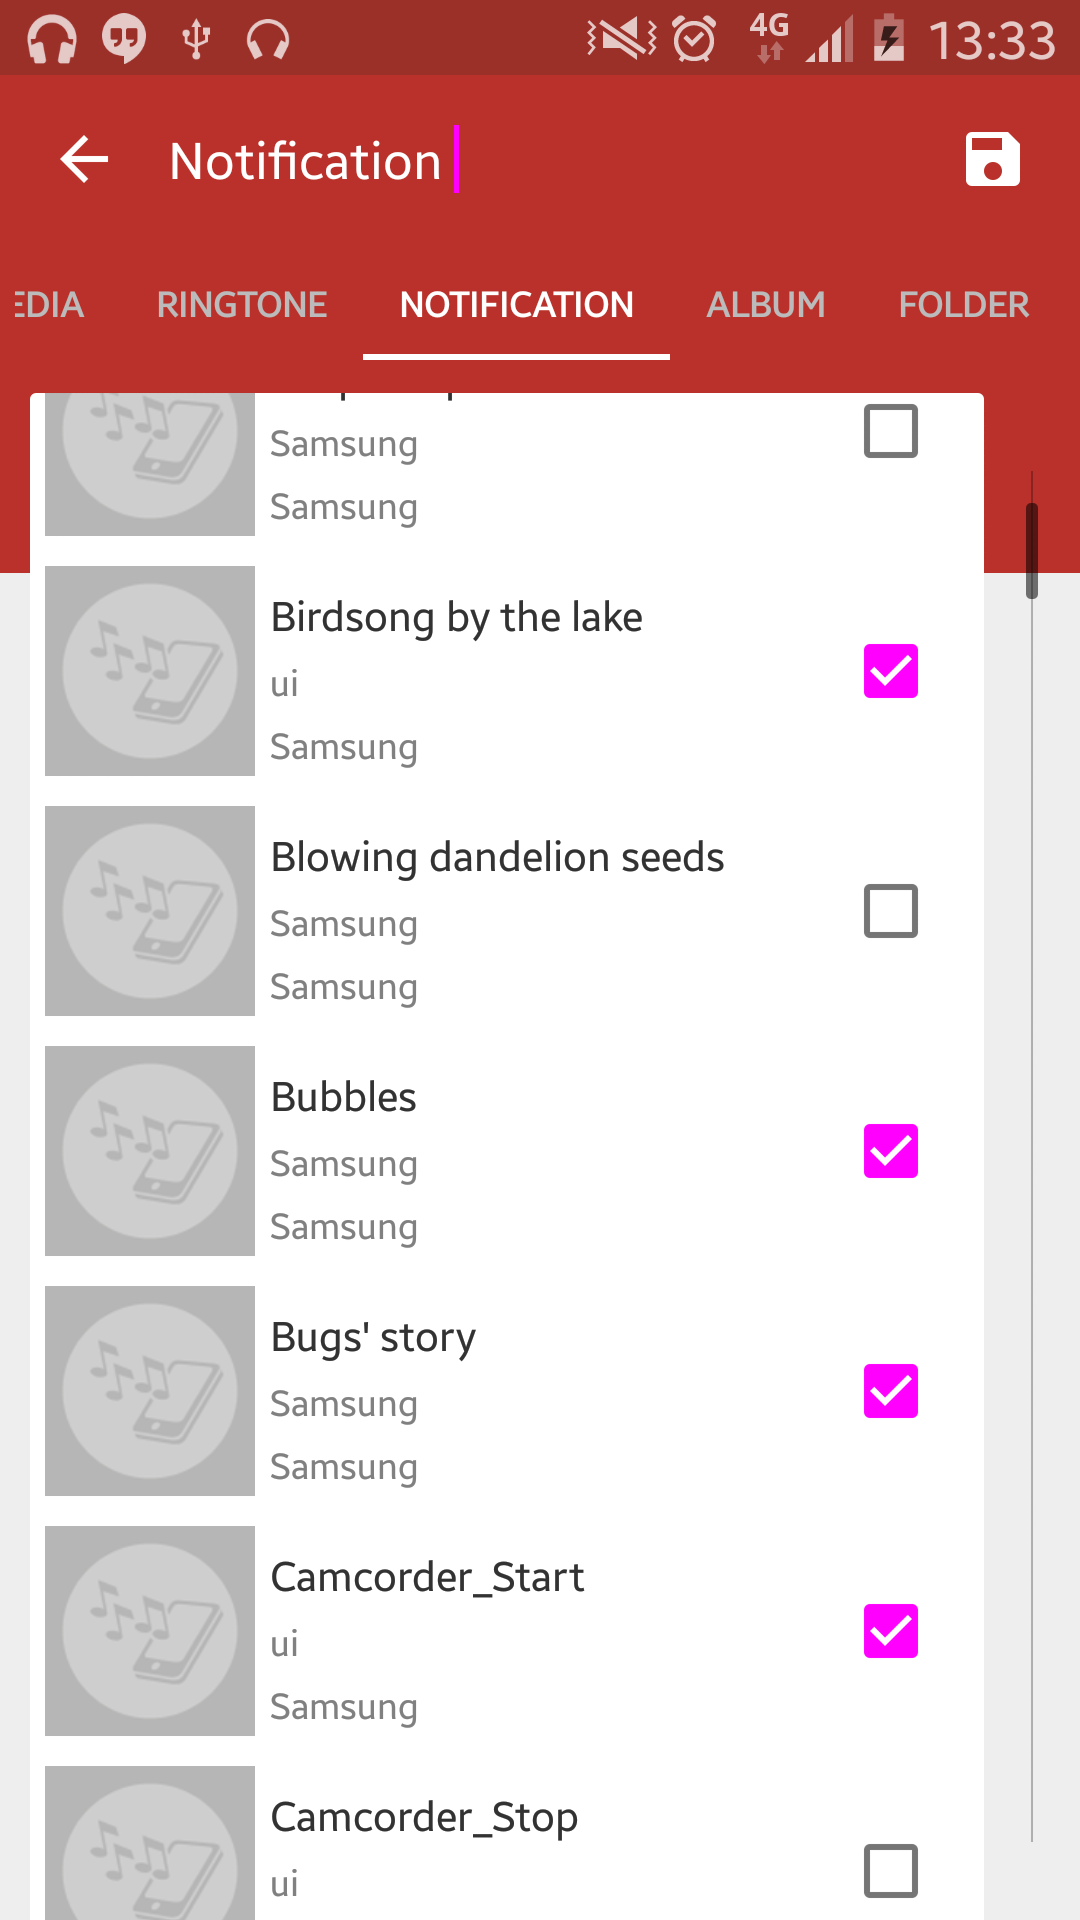 4G 13:33
Notification
EDIA RINGTONE NOTIFICATION ALBUM FOLDER
Samsung
Samsung
Birdsong by the lake
ui
Samsung
Blowing dandelion seeds
Samsung
Samsung
Bubbles
Samsung
Samsung
Bugs' story
Samsung
Samsung
Camcorder_Start
ui
Samsung
Camcorder_Stop
ui